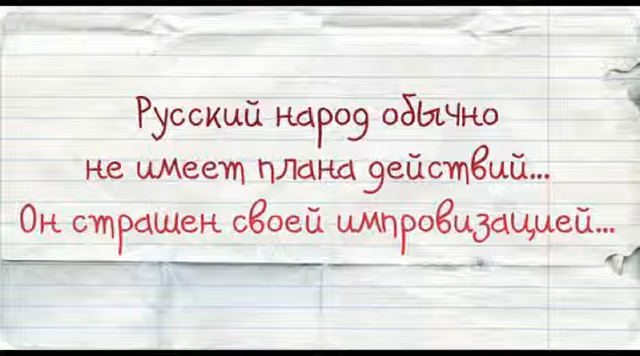 Русский народ обычно
не имеет плана действий...
Он страшен своей импровизацией...